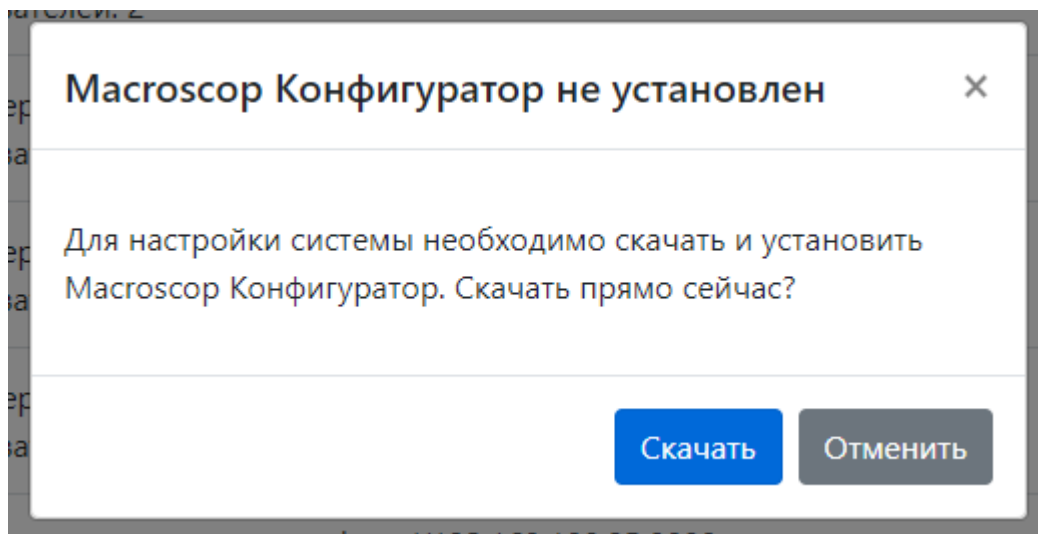 Macroscop Конфигуратор не установлен ×
Для настройки системы необходимо скачать и установить
Macroscop Конфигуратор. Скачать прямо сейчас?
Скачать Отменить